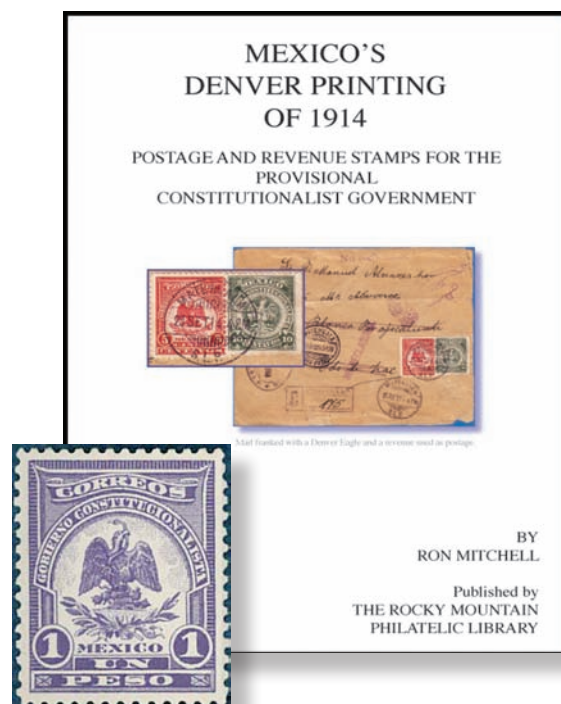 MEXICO'S
DENVER PRINTING
OF 1914
POSTAGE AND REVENUE STAMPS FOR THE
PROVISIONAL
CONSTITUTIONALIST GOVERNMENT
MEXICO
Mail franked with a Denver Eagle and a revenue used as postage.
BY
RON MITCHELL
Published by
THE ROCKY MOUNTAIN
PHILATELIC LIBRARY
CORREOS
GOBIERNO CONSTITUCIONALISTA
1 MEXICO 1
UN
PESO